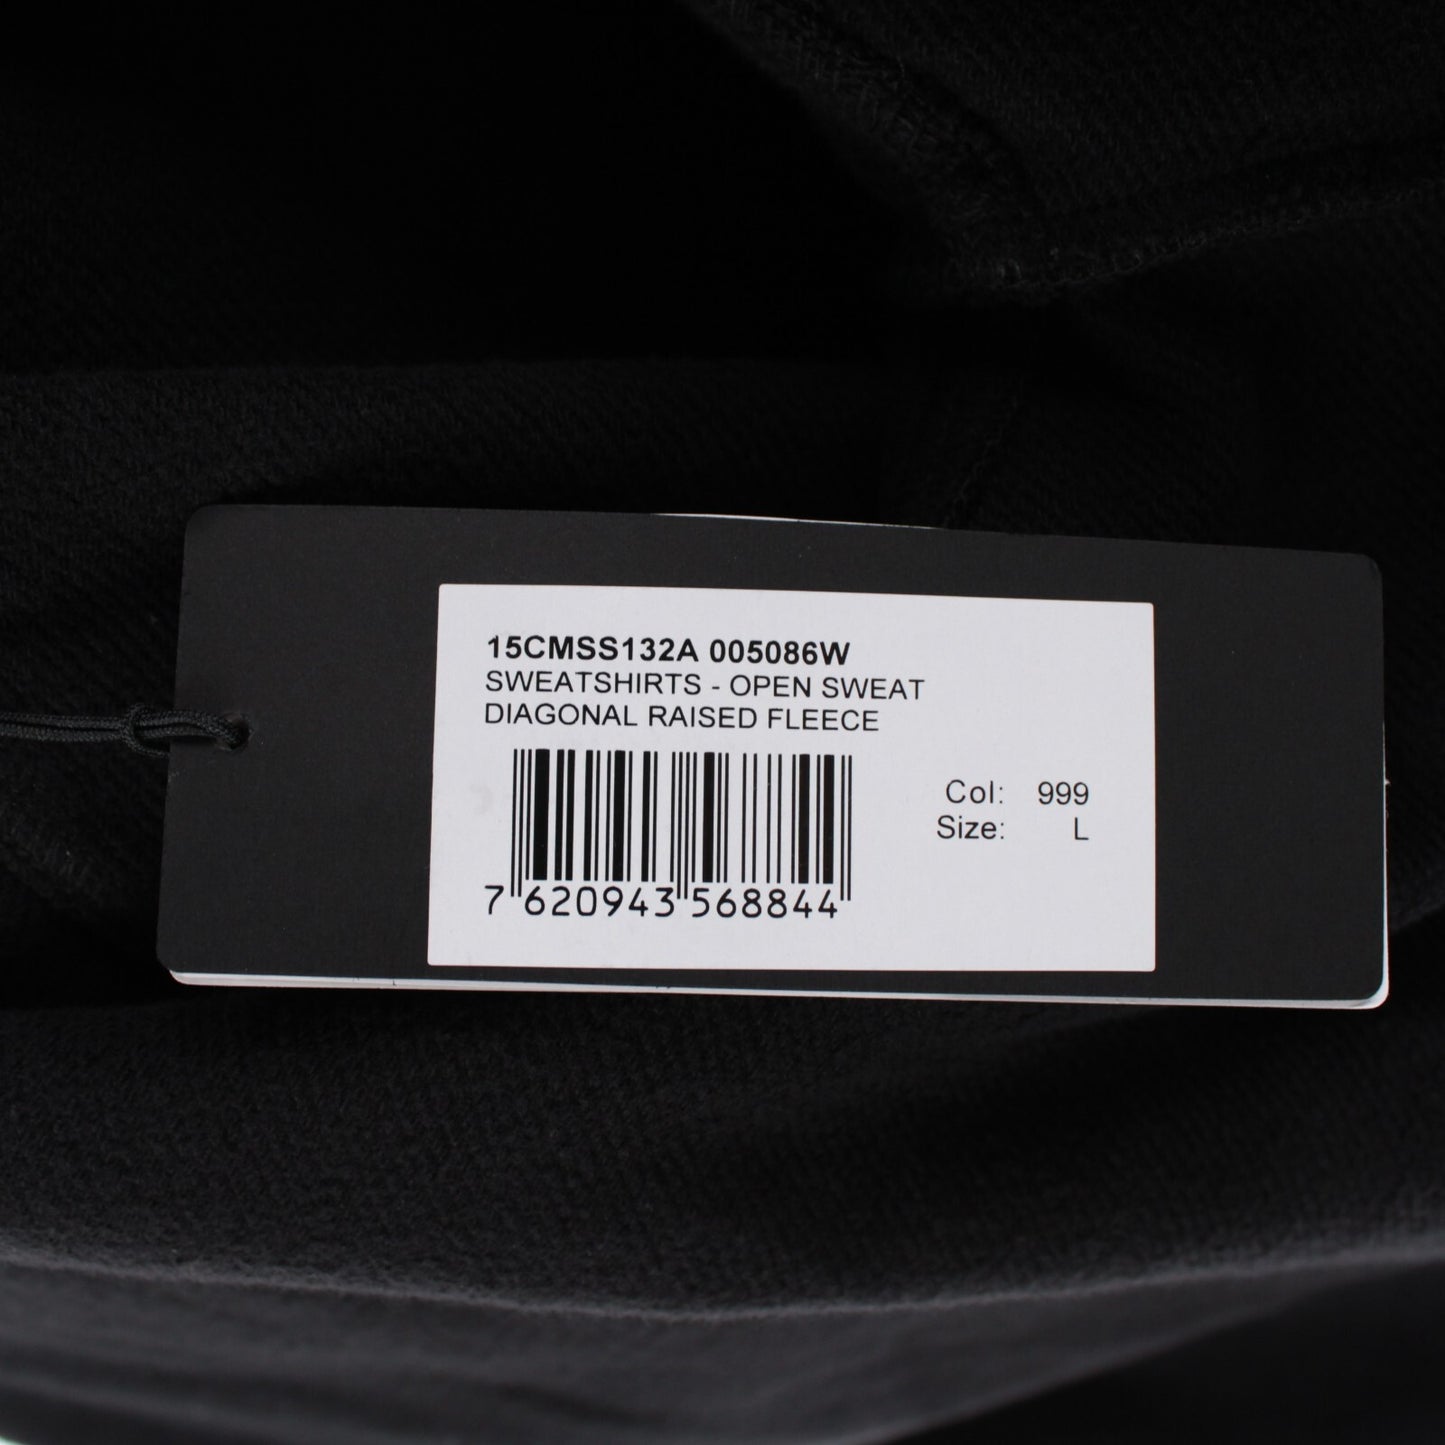 15CMSS132A 005086W
SWEATSHIRTS - OPEN SWEAT
DIAGONAL RAISED FLEECE
Col: 999
Size: L
7 620943 568844